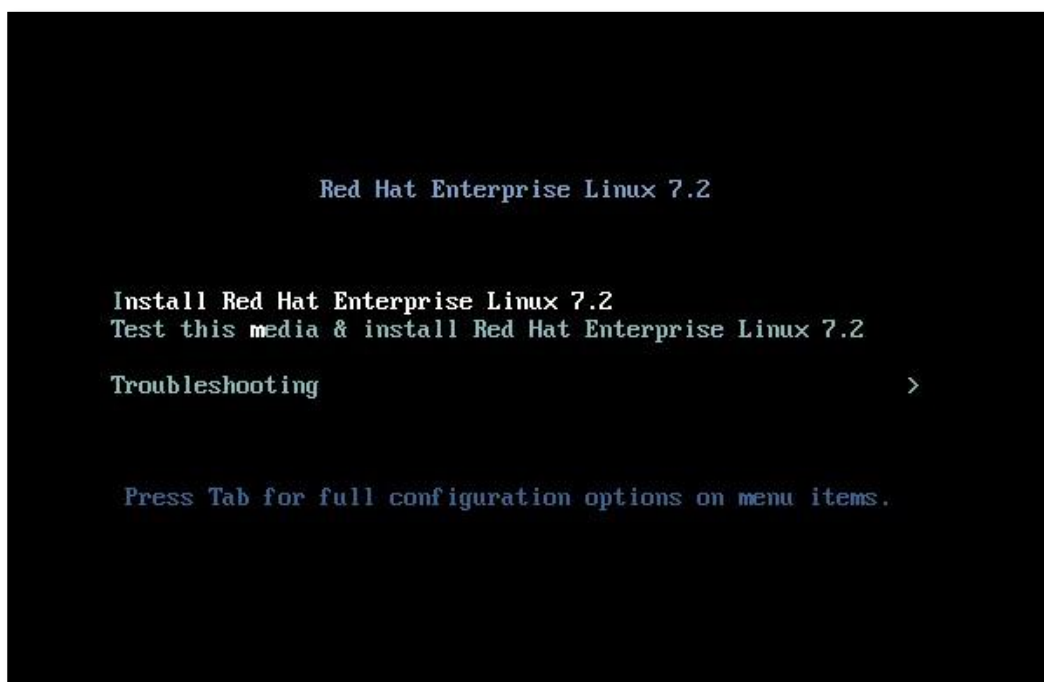 Red Hat Enterprise Linux 7.2
Install Red Hat Enterprise Linux 7.2
Test this media & install Red Hat Enterprise Linux 7.2
Troubleshooting >
Press Tab for full configuration options on menu items.